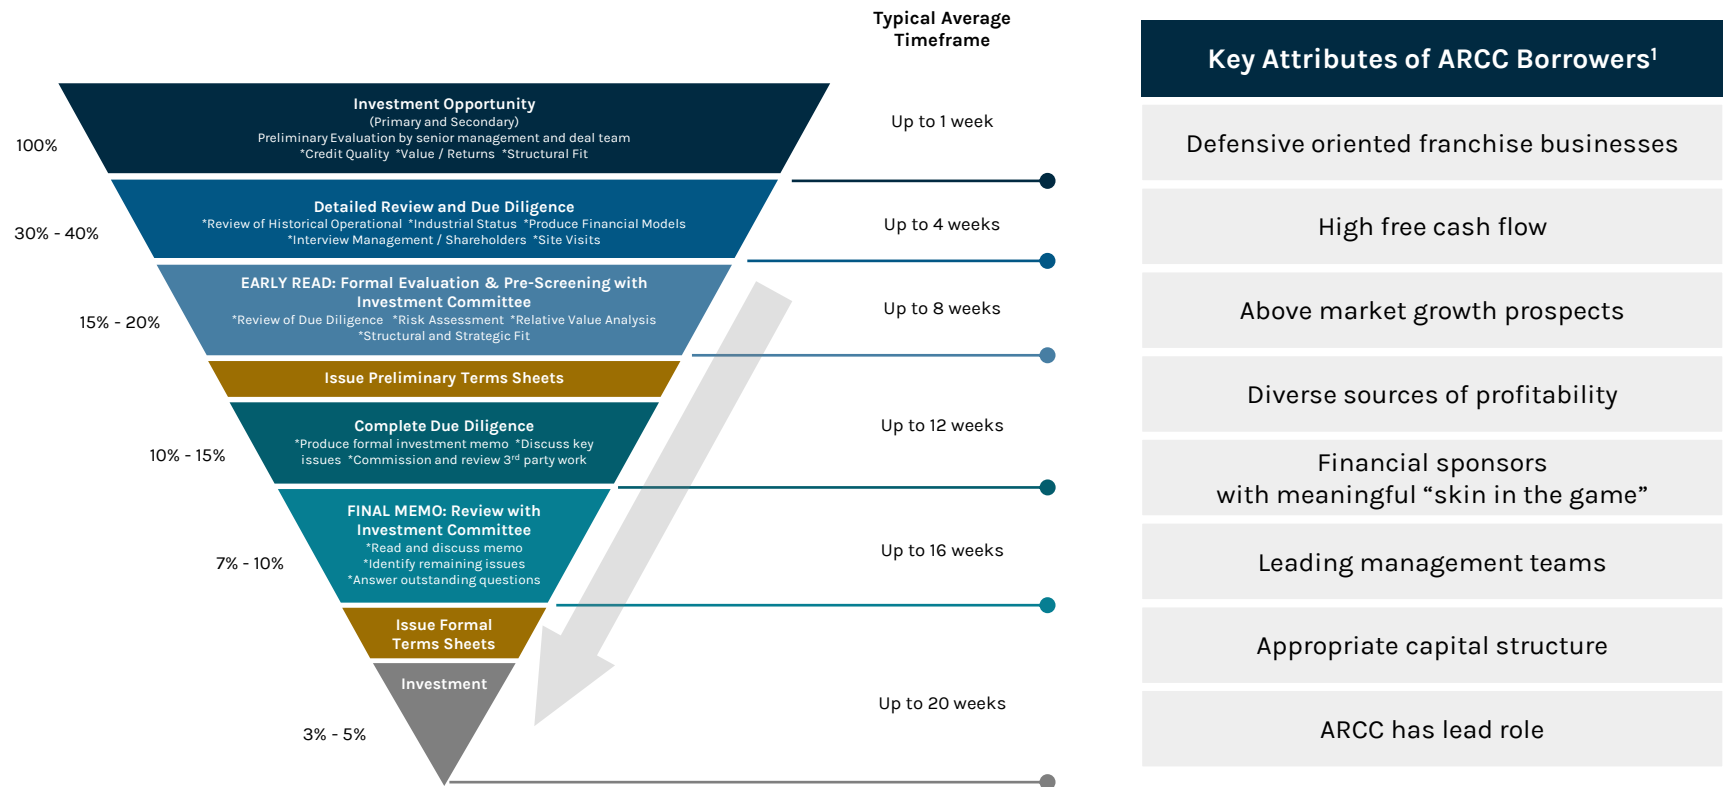 Typical Average
Timeframe
100%
Investment Opportunity
(Primary and Secondary)
Preliminary Evaluation by senior management and deal team
*Credit Quality *Value / Returns *Structural Fit
Up to 1 week
30% - 40%
Detailed Review and Due Diligence
*Review of Historical Operational *Industrial Status *Produce Financial Models
*Interview Management / Shareholders *Site Visits
Up to 4 weeks
15% - 20%
EARLY READ: Formal Evaluation & Pre-Screening with
Investment Committee
*Review of Due Diligence *Risk Assessment *Relative Value Analysis
*Structural and Strategic Fit
Up to 8 weeks
Issue Preliminary Terms Sheets
10% - 15%
Complete Due Diligence
*Produce formal investment memo *Discuss key
issues *Commission and review 3rd party work
Up to 12 weeks
7% - 10%
FINAL MEMO: Review with
Investment Committee
*Read and discuss memo
*Identify remaining issues
*Answer outstanding questions
Up to 16 weeks
Issue Formal
Terms Sheets
3% - 5%
Investment
Up to 20 weeks
Key Attributes of ARCC Borrowers¹
Defensive oriented franchise businesses
High free cash flow
Above market growth prospects
Diverse sources of profitability
Financial sponsors
with meaningful “skin in the game”
Leading management teams
Appropriate capital structure
ARCC has lead role